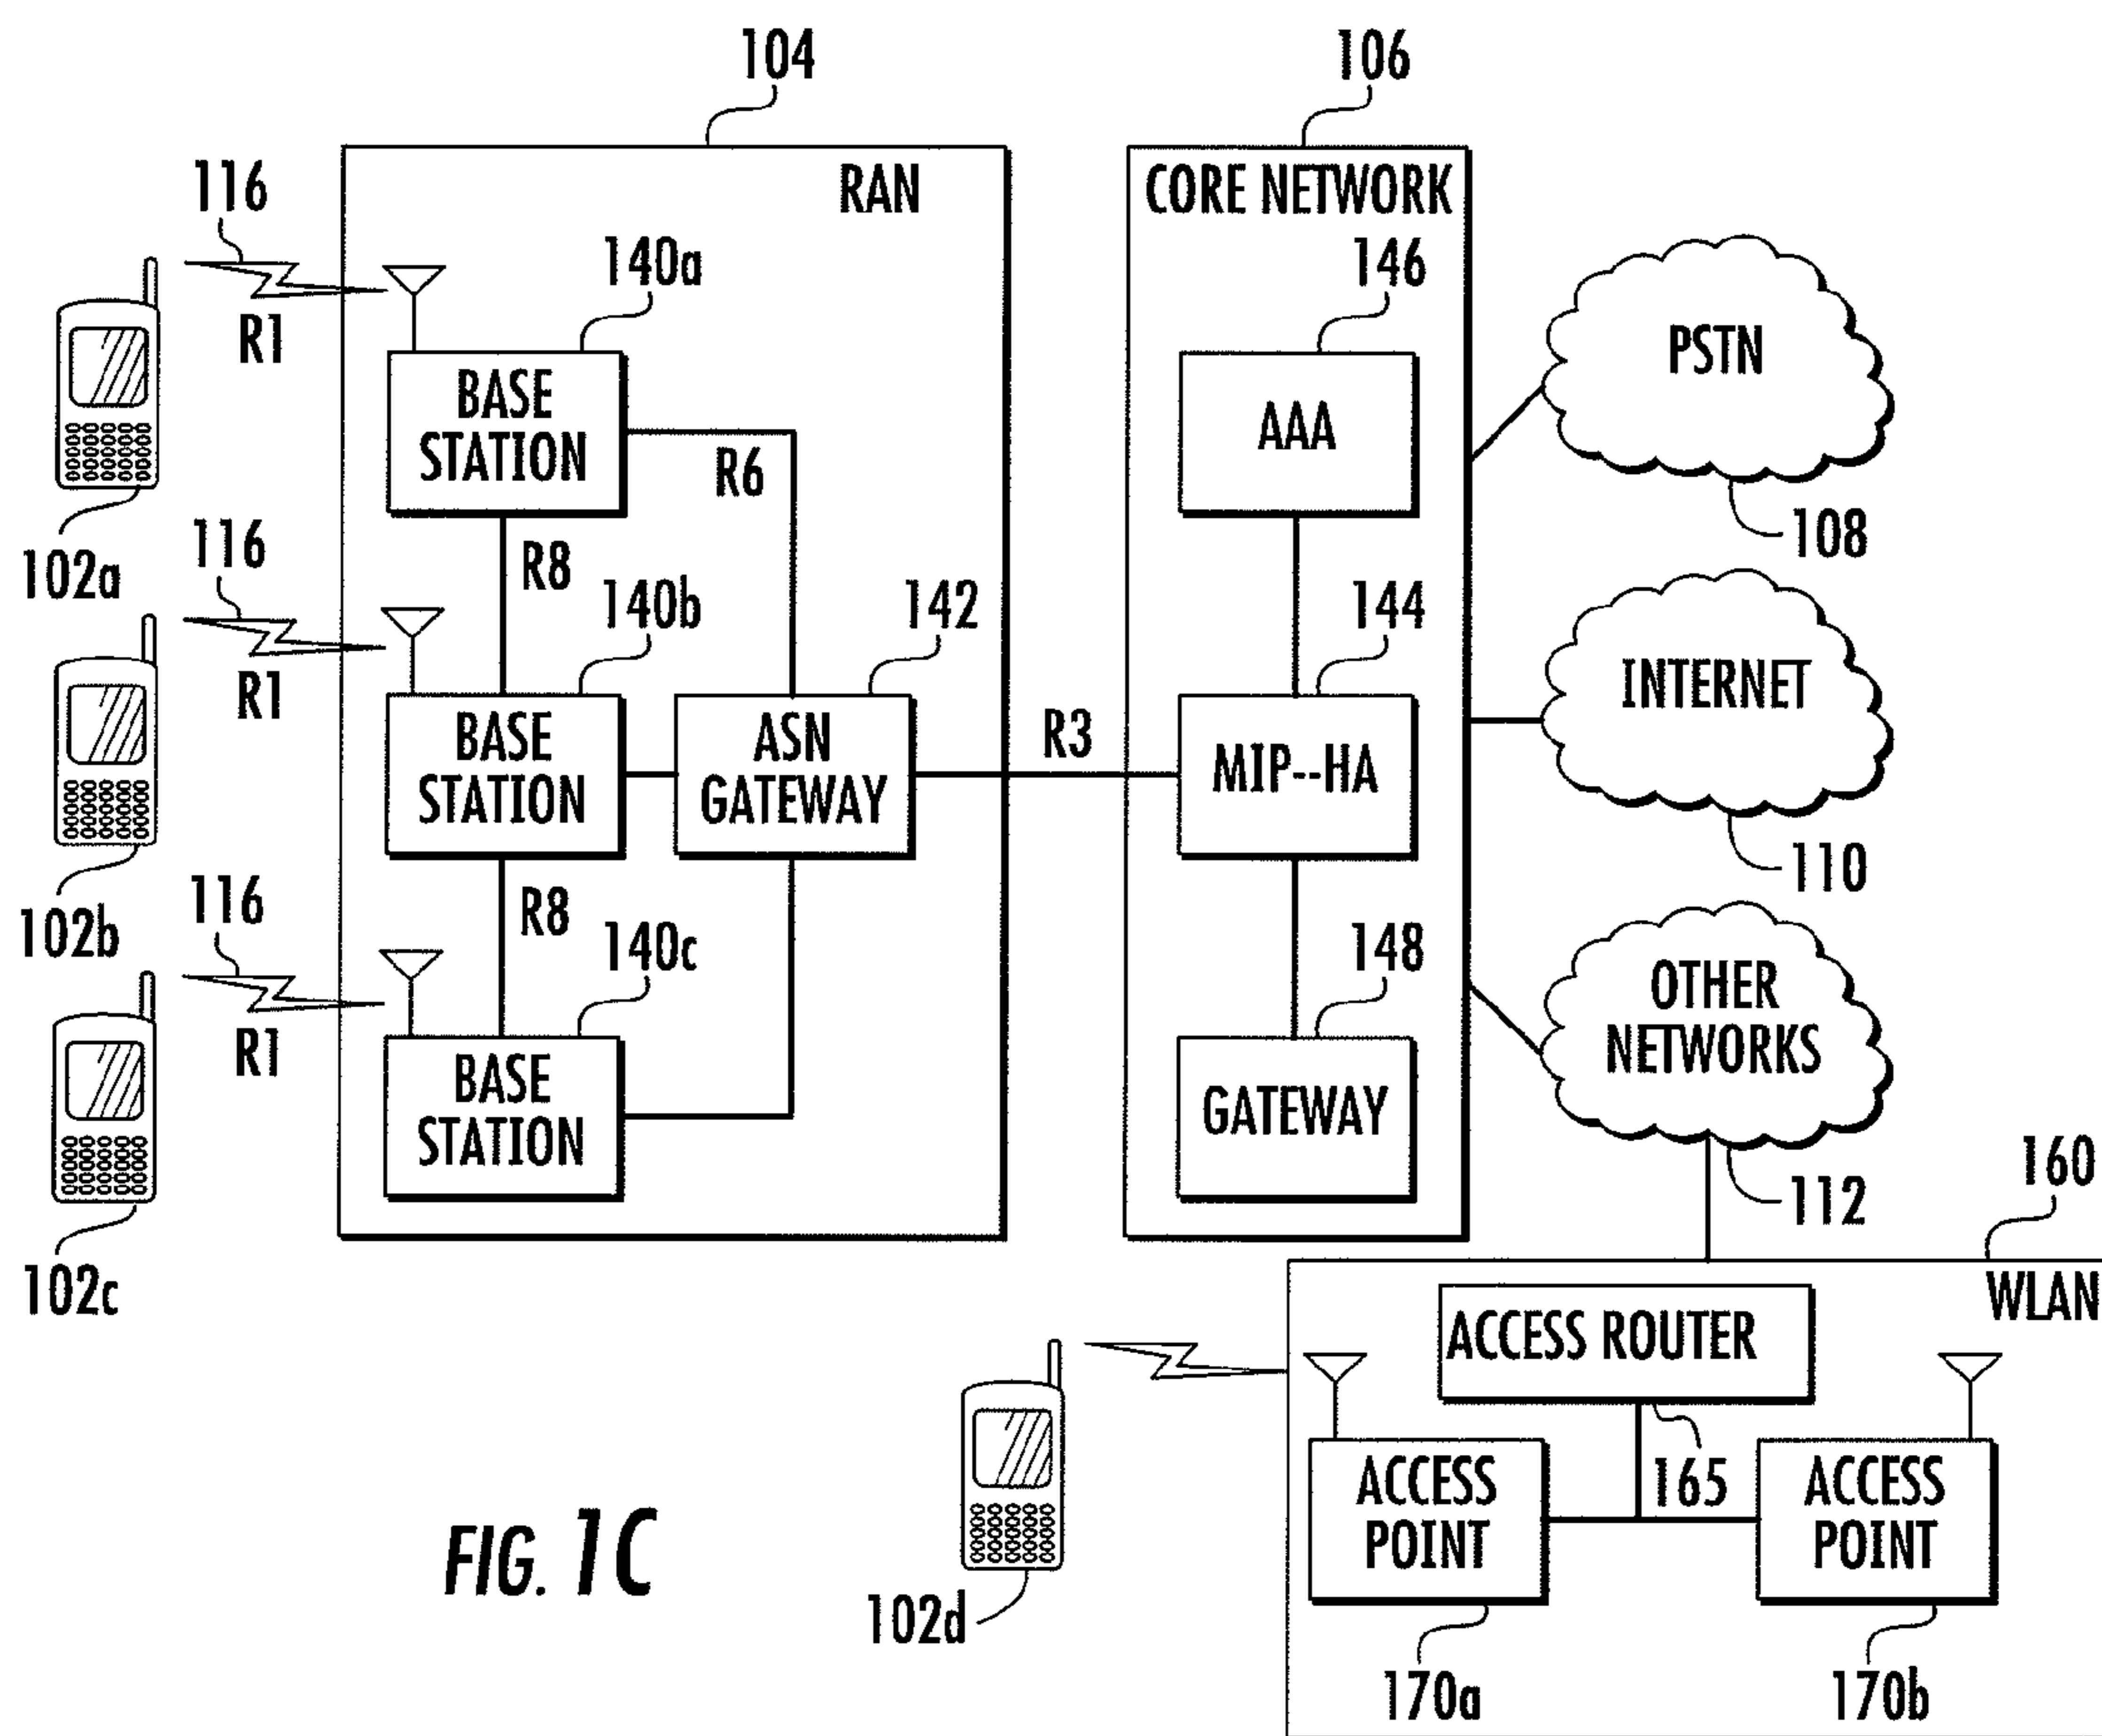 104
106
116
RAN
CORE NETWORK
140a
146
R1
PSTN
BASE
STATION
AAA
R6
102a
116
R8
108
140b
142
144
R1
BASE
STATION
ASN
GATEWAY
R3
MIP--HA
INTERNET
102b
116
R8
110
140c
148
R1
OTHER
NETWORKS
BASE
STATION
GATEWAY
102c
112
160
WLAN
ACCESS ROUTER
165
ACCESS
POINT
ACCESS
POINT
FIG. 1C
102d
170a
170b